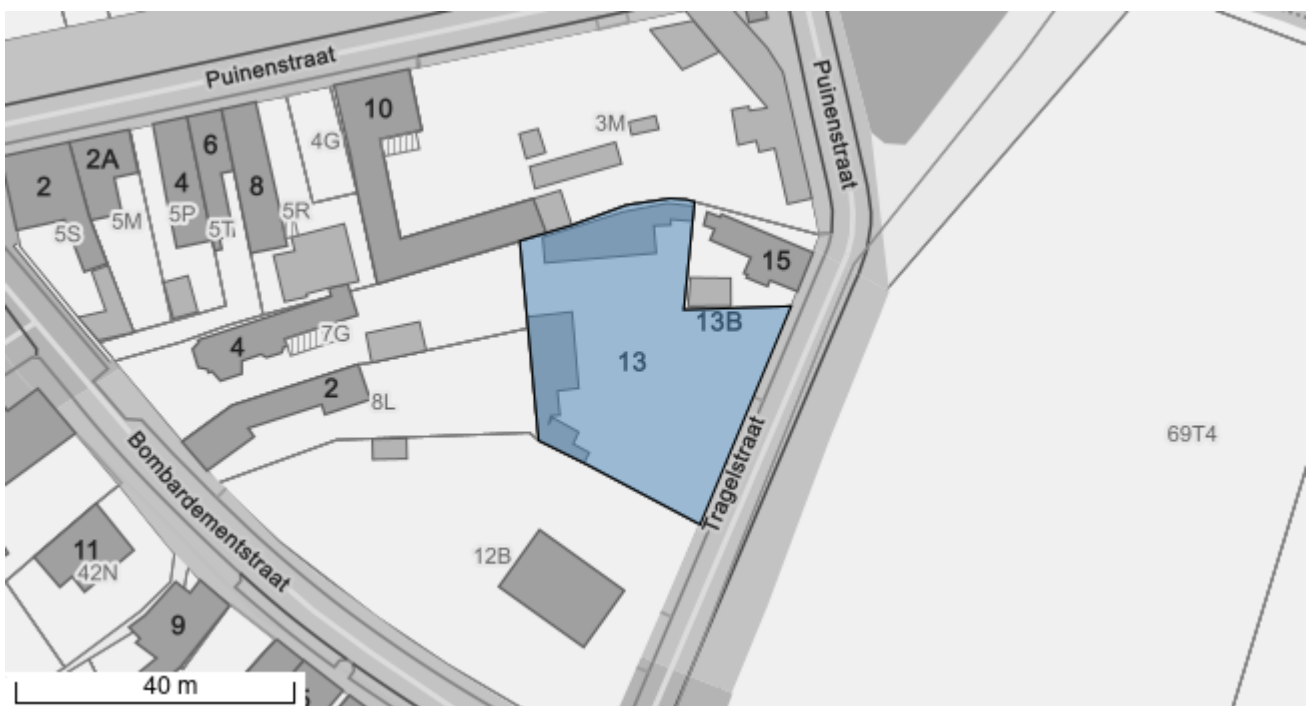 Puinenstraat
Puinenstraat
10
3M
4G
6
2A
4
8
2
5P
5R
5M
5T
5S
15
13B
13
7G
4
2
8L
69T4
Bombardementstraat
Tragelstraat
12B
11
42N
9
40 m